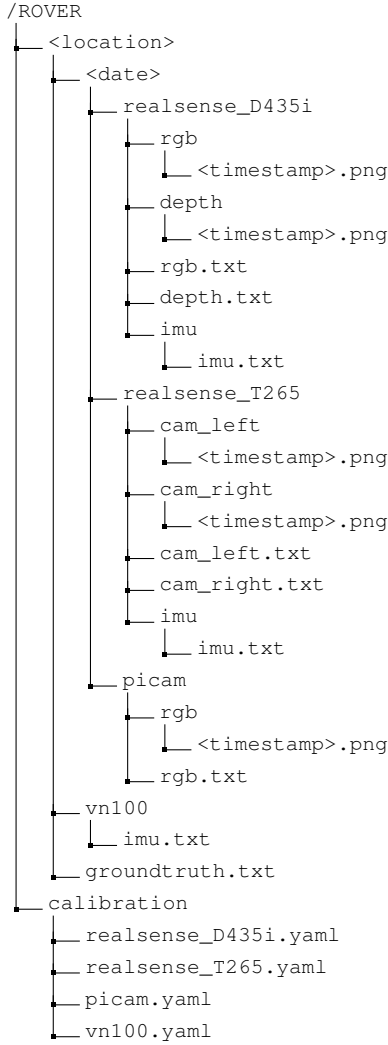 /ROVER
<location>
<date>
realsense_D435i
rgb
<timestamp>.png
depth
<timestamp>.png
rgb.txt
depth.txt
imu
imu.txt
realsense_T265
cam_left
<timestamp>.png
cam_right
<timestamp>.png
cam_left.txt
cam_right.txt
imu
imu.txt
picam
rgb
<timestamp>.png
rgb.txt
vn100
imu.txt
groundtruth.txt
calibration
realsense_D435i.yaml
realsense_T265.yaml
picam.yaml
vn100.yaml